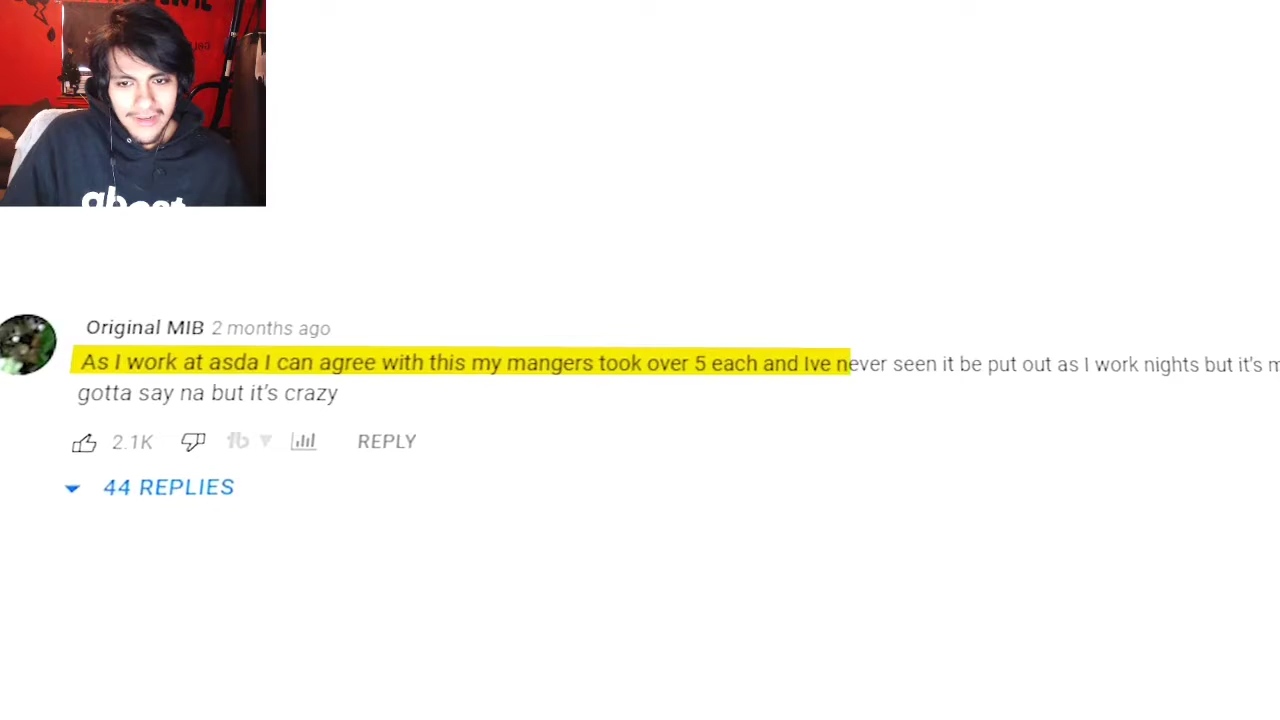 ghost
Original MIB 2 months ago
As I work at asda I can agree with this my mangers took over 5 each and Ive never seen it be put out as I work nights but it's m
gotta say na but it's crazy
2.1K REPLY
44 REPLIES